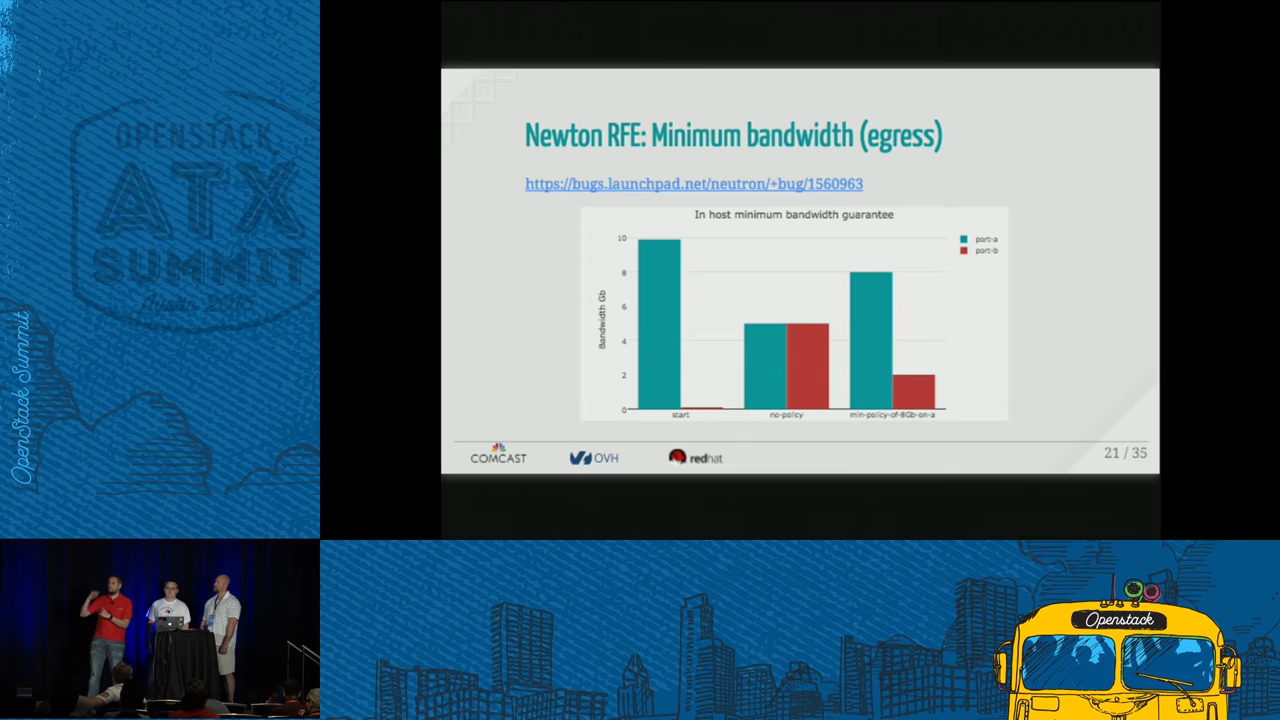 OPENSTACK
ATX
SUMMIT
Austin 2016
OpenStack Summit
Newton RFE: Minimum bandwidth (egress)
https://bugs.launchpad.net/neutron/+bug/1560963
In host minimum bandwidth guarantee
port-a
port-b
Bandwidth Gb
10
8
6
4
2
0
start
no-policy
min-policy-of-8Gb-on-a
COMCAST
OVH
redhat
21 / 35
Openstack